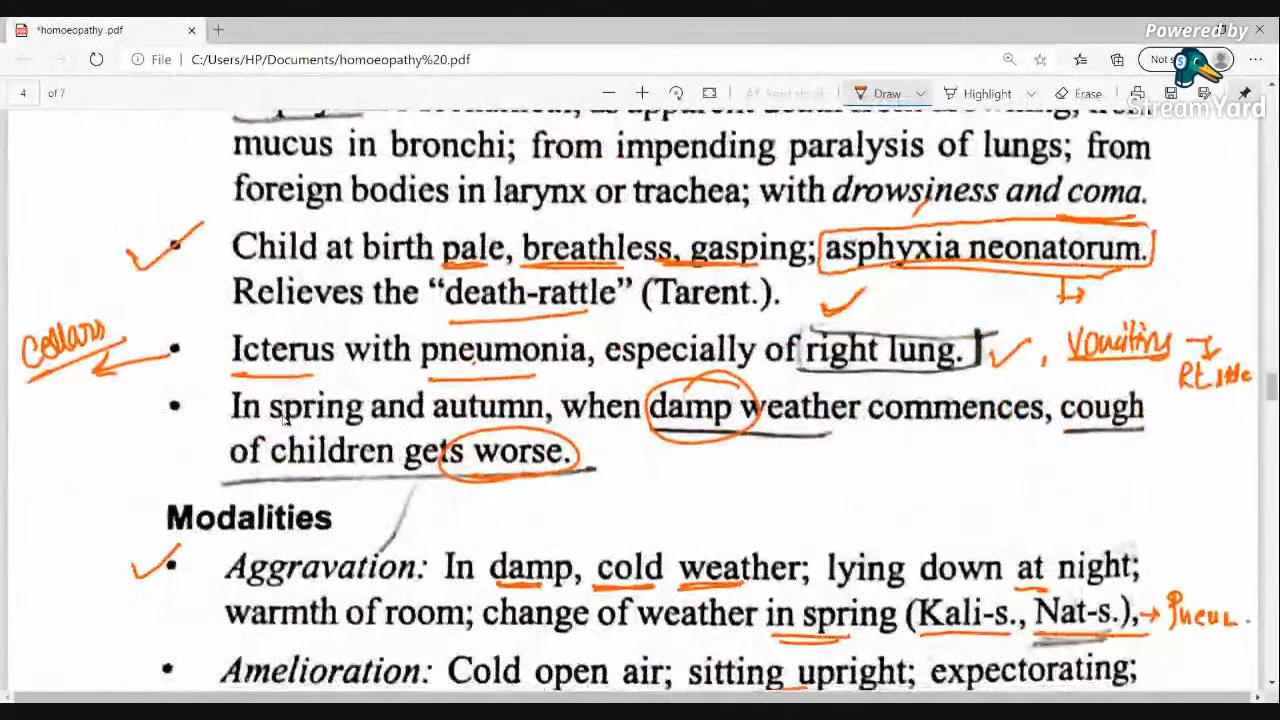 *homoeopathy .pdf
Powered by
File C:/Users/HP/Documents/homoeopathy%20.pdf
Not s
4 of 7
Draw
Highlight
Erase
StreamYard
mucus in bronchi; from impending paralysis of lungs; from
foreign bodies in larynx or trachea; with drowsiness and coma.
• Child at birth pale, breathless, gasping; asphyxia neonatorum.
Relieves the "death-rattle" (Tarent.).
Cellars
• Icterus with pneumonia, especially of right lung.
, Vomiting
• In spring and autumn, when damp weather commences, cough
of children gets worse.
Modalities
• Aggravation: In damp, cold weather; lying down at night;
warmth of room; change of weather in spring (Kali-s., Nat-s.), → Pneu.
• Amelioration: Cold open air; sitting upright; expectorating;